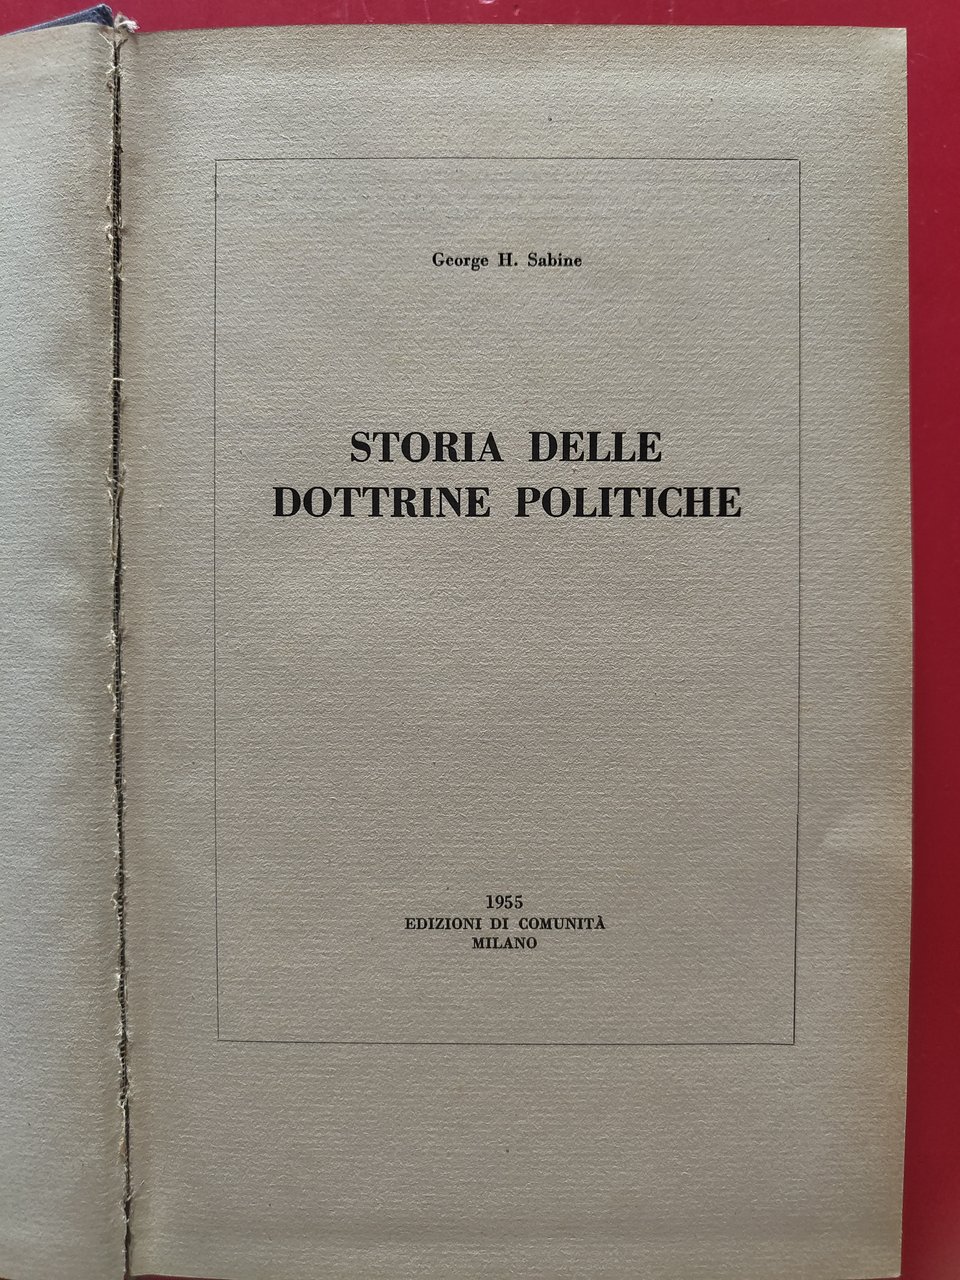 George H. Sabine
STORIA DELLE
DOTTRINE POLITICHE
1955
EDIZIONI DI COMUNITÀ
MILANO